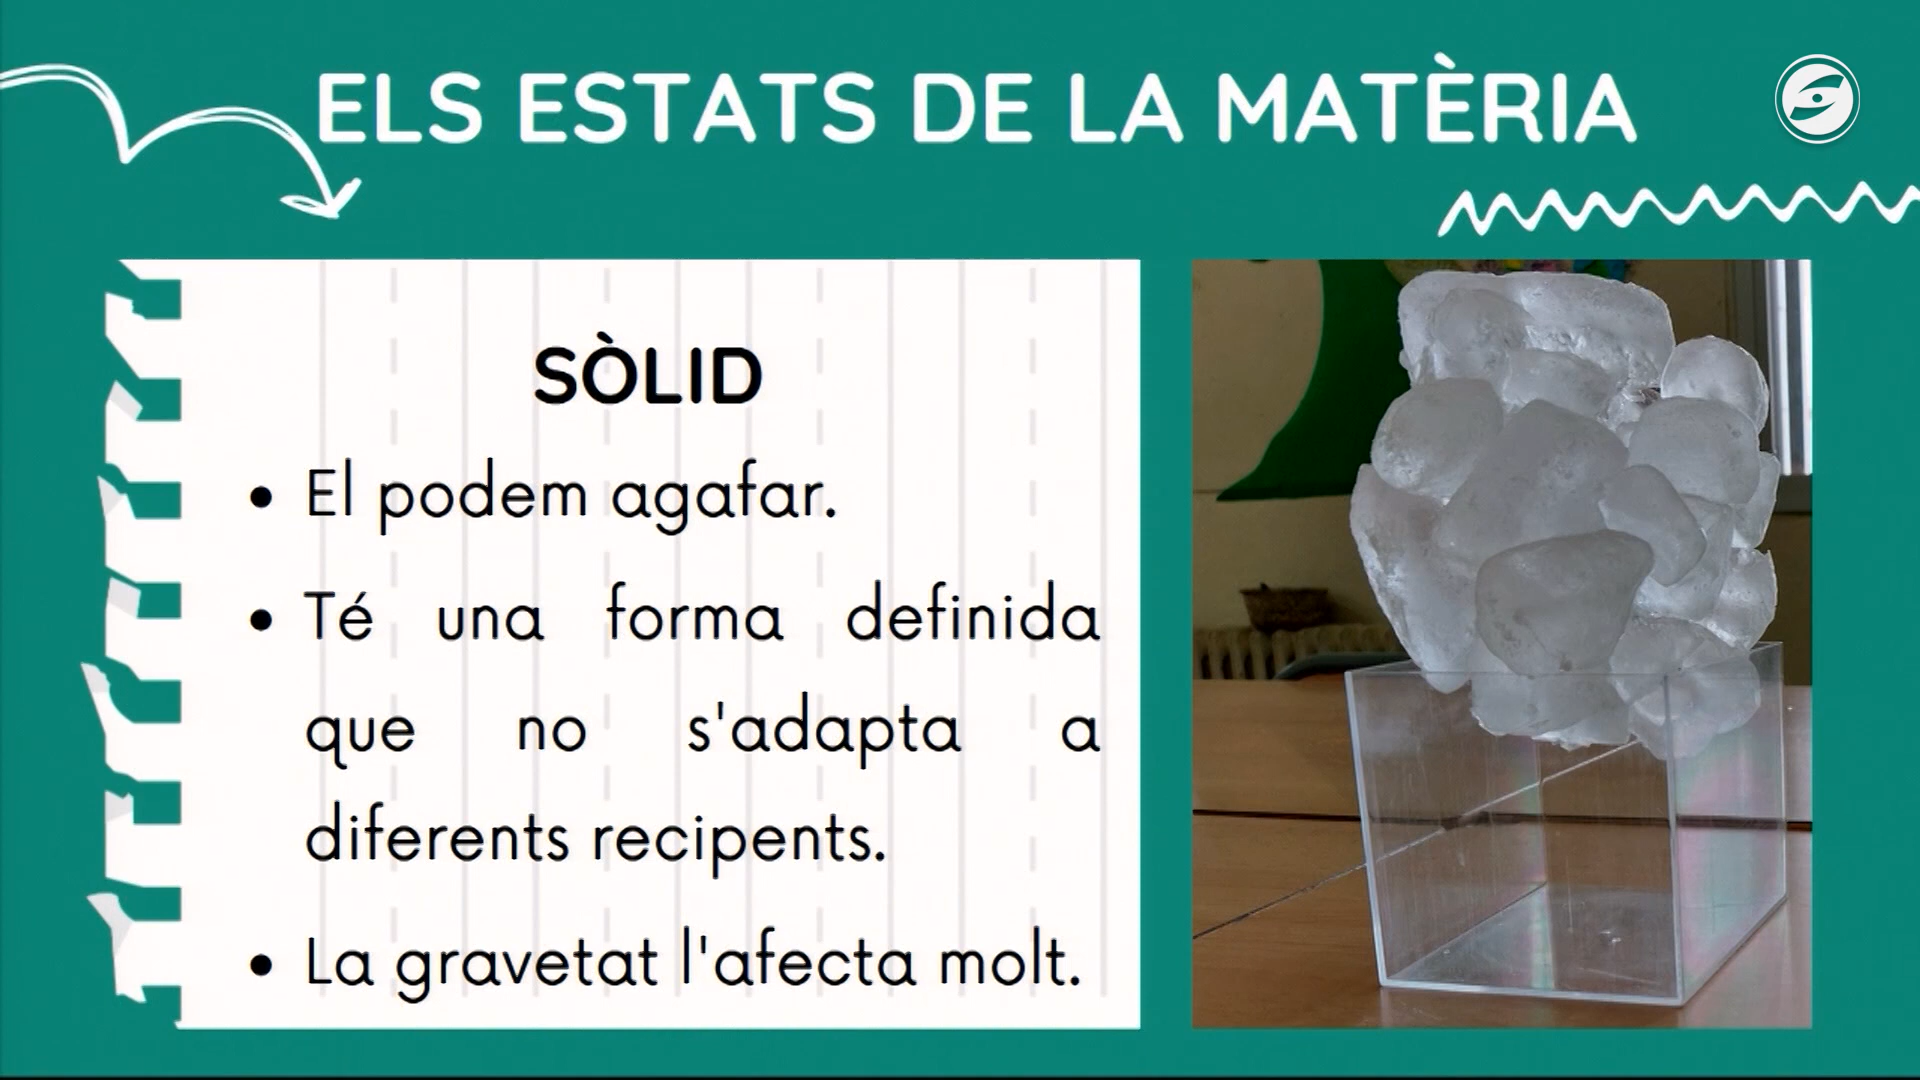 ELS ESTATS DE LA MATÈRIA
SÒLID
• El podem agafar.
• Té una forma definida
que no s'adapta a
diferents recipents.
• La gravetat l'afecta molt.